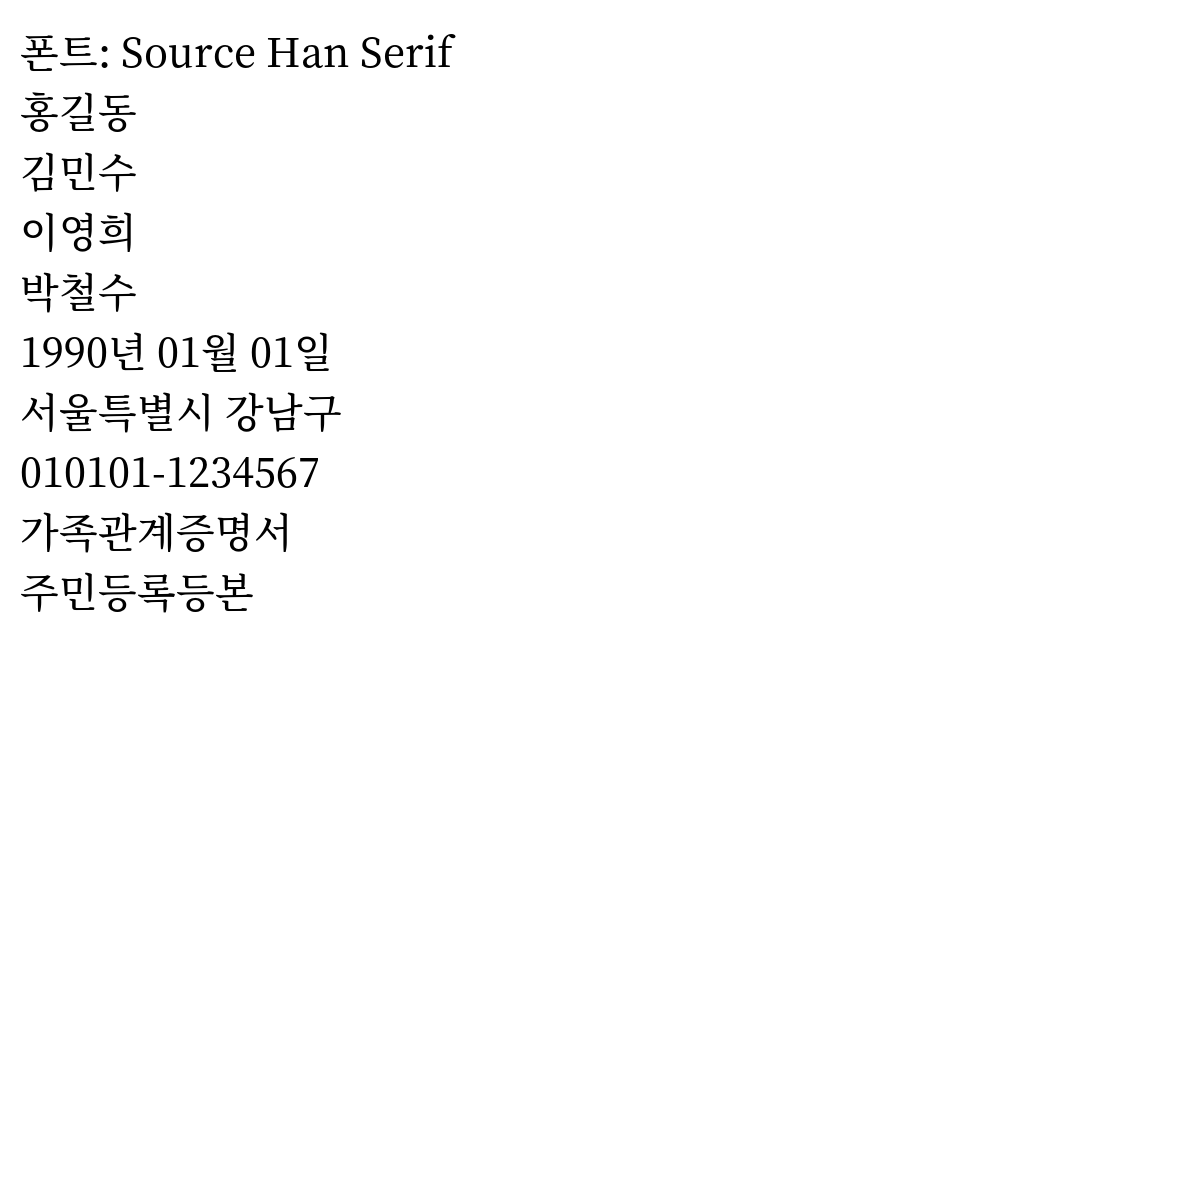 폰트: Source Han Serif
홍길동
김민수
이영희
박철수
1990년 01월 01일
서울특별시 강남구
010101-1234567
가족관계증명서
주민등록등본